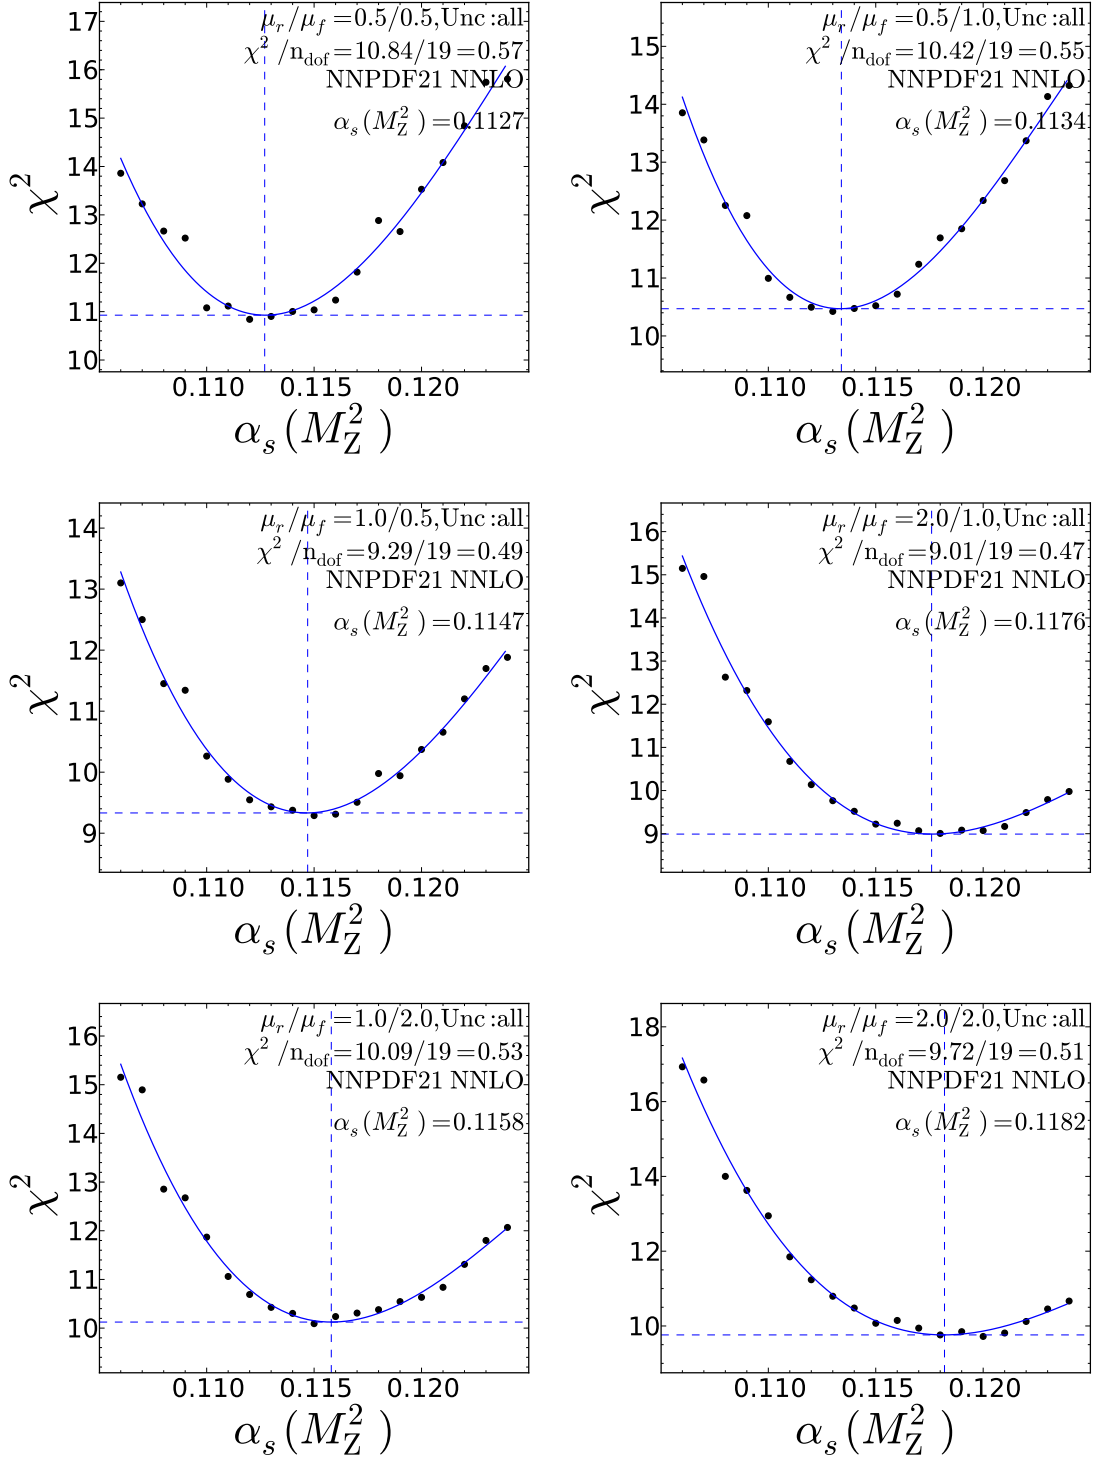 μr/μf=0.5/0.5,Unc:all
χ²/ndof=10.84/19=0.57
NNPDF21 NNLO
αs(M²Z)=0.1127
17
16
15
14
13
12
11
10
χ²
0.110 0.115 0.120
αs(M²Z)
μr/μf=0.5/1.0,Unc:all
χ²/ndof=10.42/19=0.55
NNPDF21 NNLO
αs(M²Z)=0.1134
15
14
13
12
11
10
χ²
0.110 0.115 0.120
αs(M²Z)
μr/μf=1.0/0.5,Unc:all
χ²/ndof=9.29/19=0.49
NNPDF21 NNLO
αs(M²Z)=0.1147
14
13
12
11
10
9
χ²
0.110 0.115 0.120
αs(M²Z)
μr/μf=2.0/1.0,Unc:all
χ²/ndof=9.01/19=0.47
NNPDF21 NNLO
αs(M²Z)=0.1176
16
15
14
13
12
11
10
9
χ²
0.110 0.115 0.120
αs(M²Z)
μr/μf=1.0/2.0,Unc:all
χ²/ndof=10.09/19=0.53
NNPDF21 NNLO
αs(M²Z)=0.1158
16
15
14
13
12
11
10
χ²
0.110 0.115 0.120
αs(M²Z)
μr/μf=2.0/2.0,Unc:all
χ²/ndof=9.72/19=0.51
NNPDF21 NNLO
αs(M²Z)=0.1182
18
16
14
12
10
χ²
0.110 0.115 0.120
αs(M²Z)